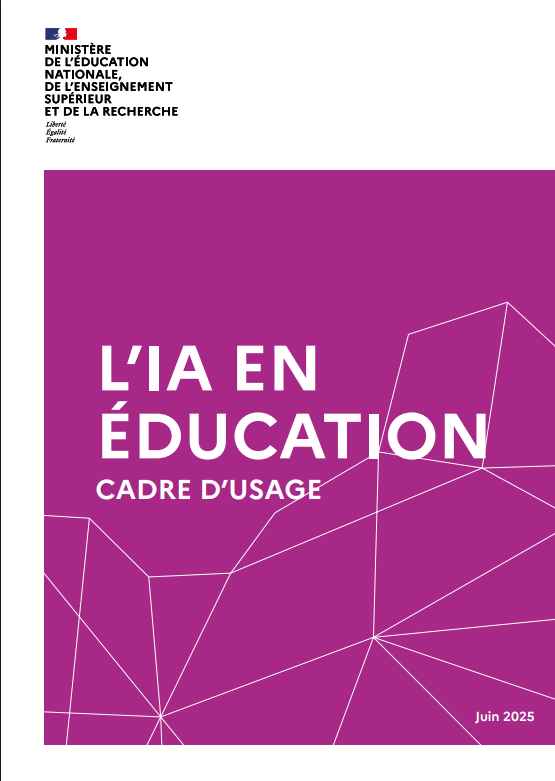 MINISTÈRE
DE L'ÉDUCATION
NATIONALE,
DE L'ENSEIGNEMENT
SUPÉRIEUR
ET DE LA RECHERCHE
Liberté
Égalité
Fraternité
L'IA EN
ÉDUCATION
CADRE D'USAGE
Juin 2025